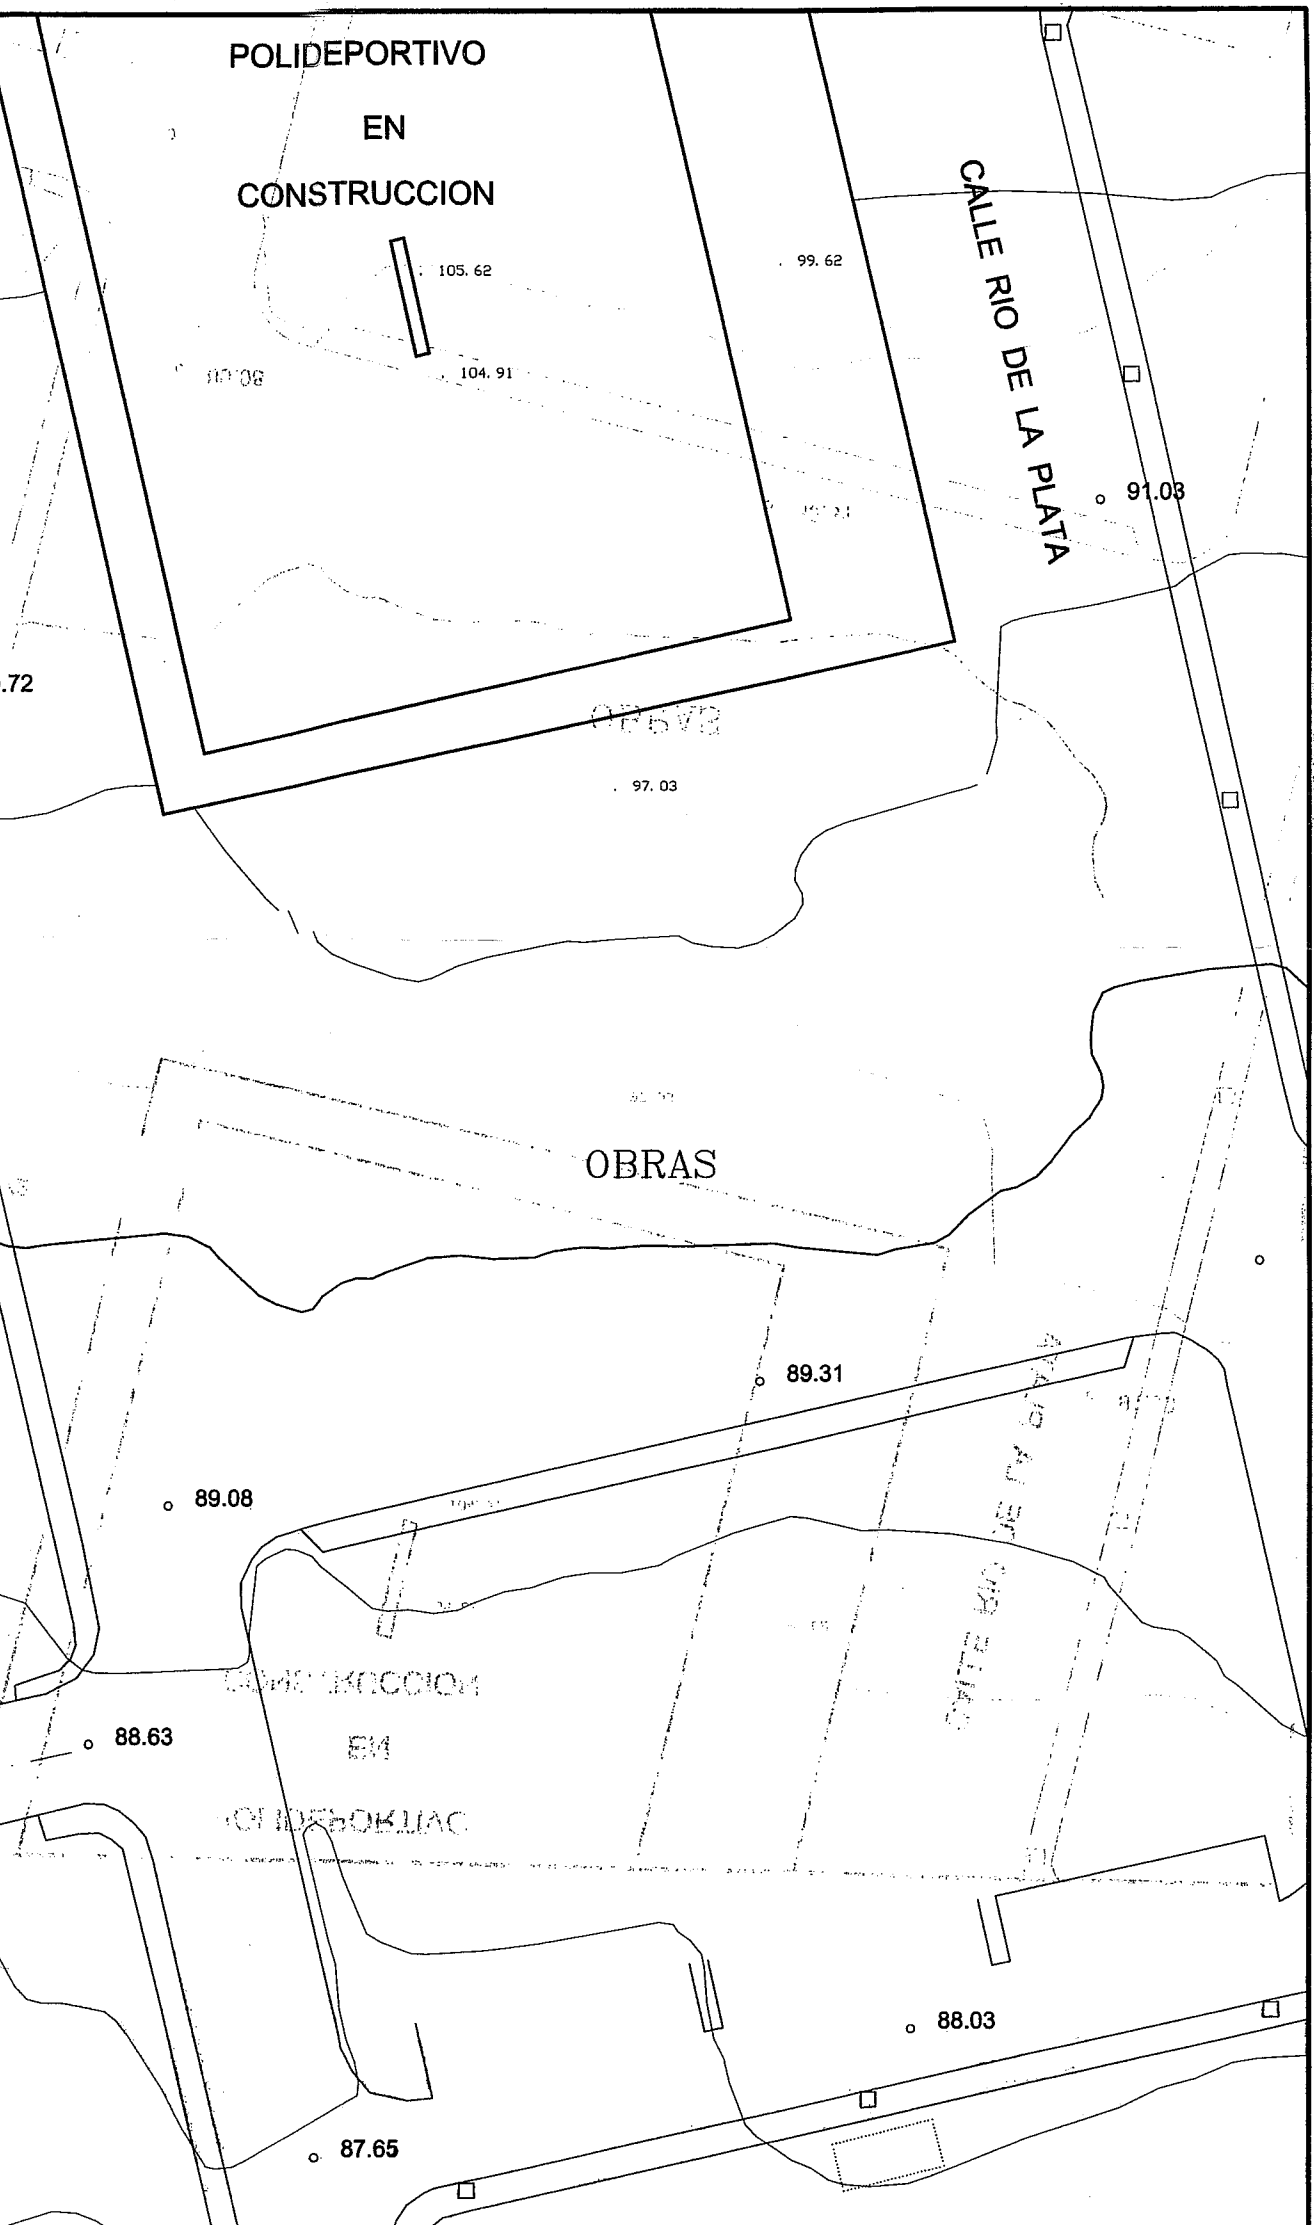 POLIDEPORTIVO
EN
CONSTRUCCION
CALLE RIO DE LA PLATA
105.62
99.62
104.91
91.03
.72
97.03
OBRAS
89.31
89.08
88.63
88.03
87.65